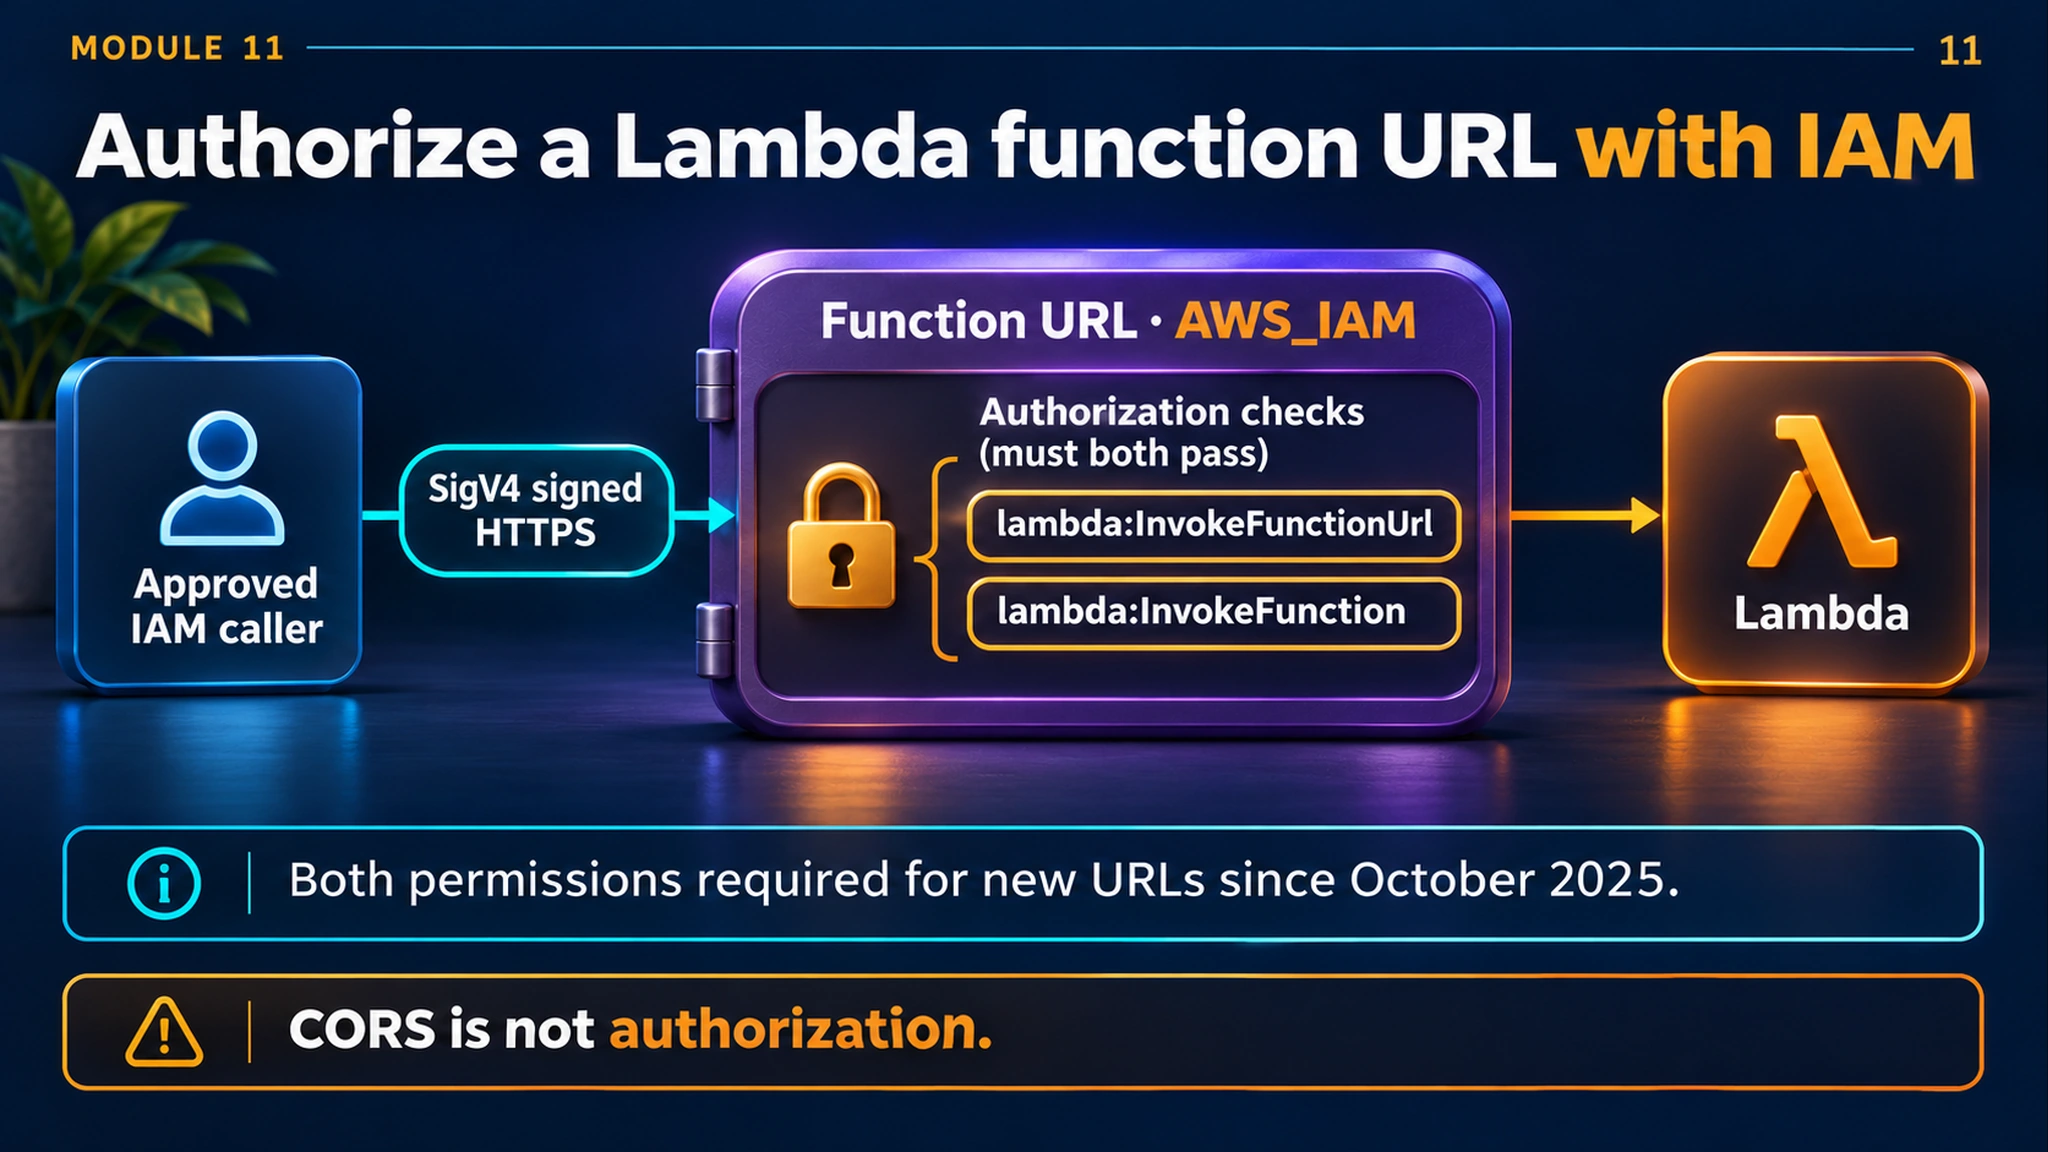 MODULE 11
11
Authorize a Lambda function URL with IAM
Approved
IAM caller
SigV4 signed
HTTPS
Function URL · AWS_IAM
Authorization checks
(must both pass)
lambda:InvokeFunctionUrl
lambda:InvokeFunction
Lambda
Both permissions required for new URLs since October 2025.
CORS is not authorization.